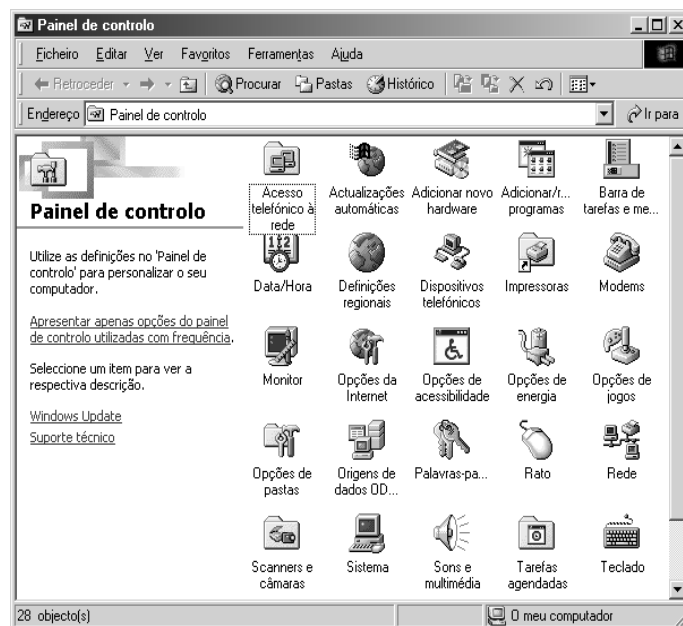 Painel de controlo
Ficheiro Editar Ver Favoritos Ferramentas Ajuda
Retroceder Procurar Pastas Histórico
Endereço Painel de controlo Ir para
Painel de controlo
Utilize as definições no 'Painel de
controlo' para personalizar o seu
computador.
Apresentar apenas opções do painel
de controlo utilizadas com frequência.
Seleccione um item para ver a
respectiva descrição.
Windows Update
Suporte técnico
Acesso
telefónico à
rede
Actualizações
automáticas
Adicionar novo
hardware
Adicionar/r...
programas
Barra de
tarefas e me...
Data/Hora
Definições
regionais
Dispositivos
telefónicos
Impressoras
Modems
Monitor
Opções da
Internet
Opções de
acessibilidade
Opções de
energia
Opções de
jogos
Opções de
pastas
Origens de
dados OD...
Palavras-pa...
Rato
Rede
Scanners e
câmaras
Sistema
Sons e
multimédia
Tarefas
agendadas
Teclado
28 objecto(s) O meu computador